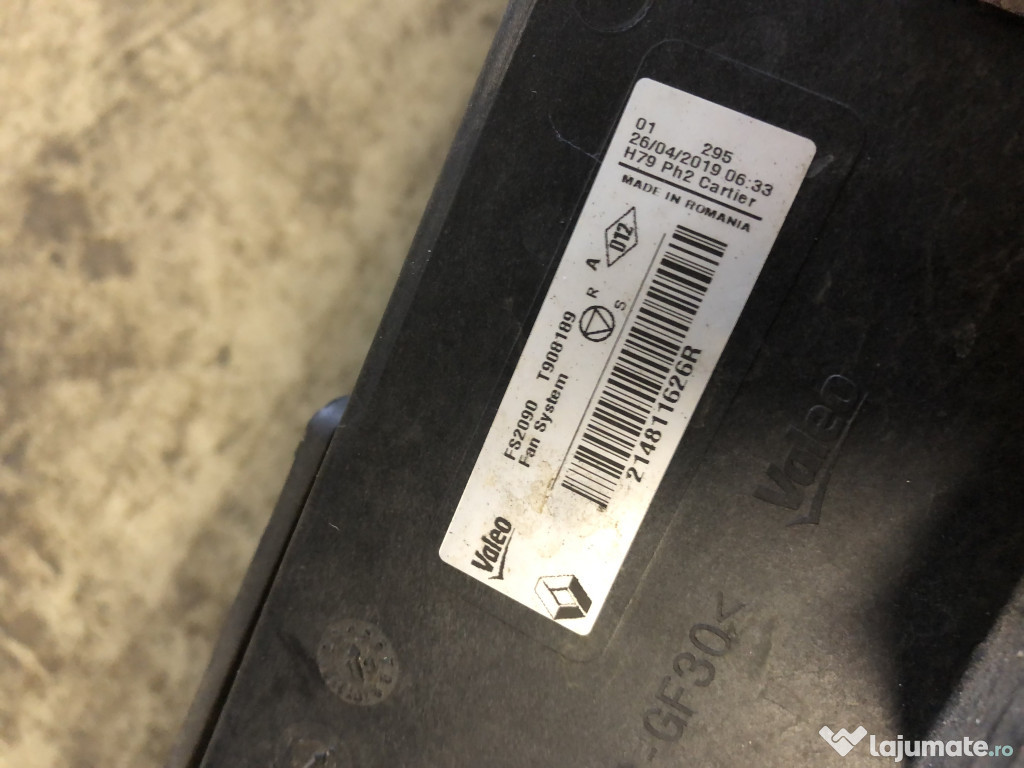 01 295
26/04/2019 06:33
H79 Ph2 Cartier
MADE IN ROMANIA
D12
R A
S
FS2090 T908189
Fan System
214811626R
Valeo
Valeo
GF30<
lajumate.ro